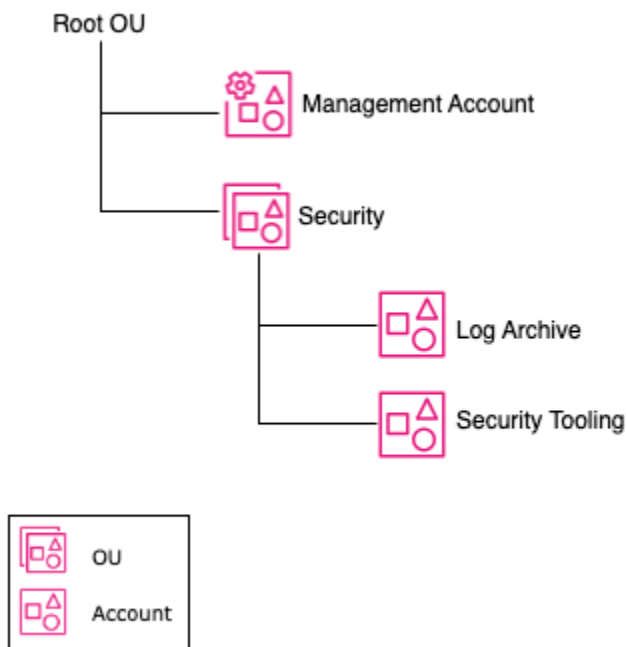 Root OU
Management Account
Security
Log Archive
Security Tooling
OU
Account